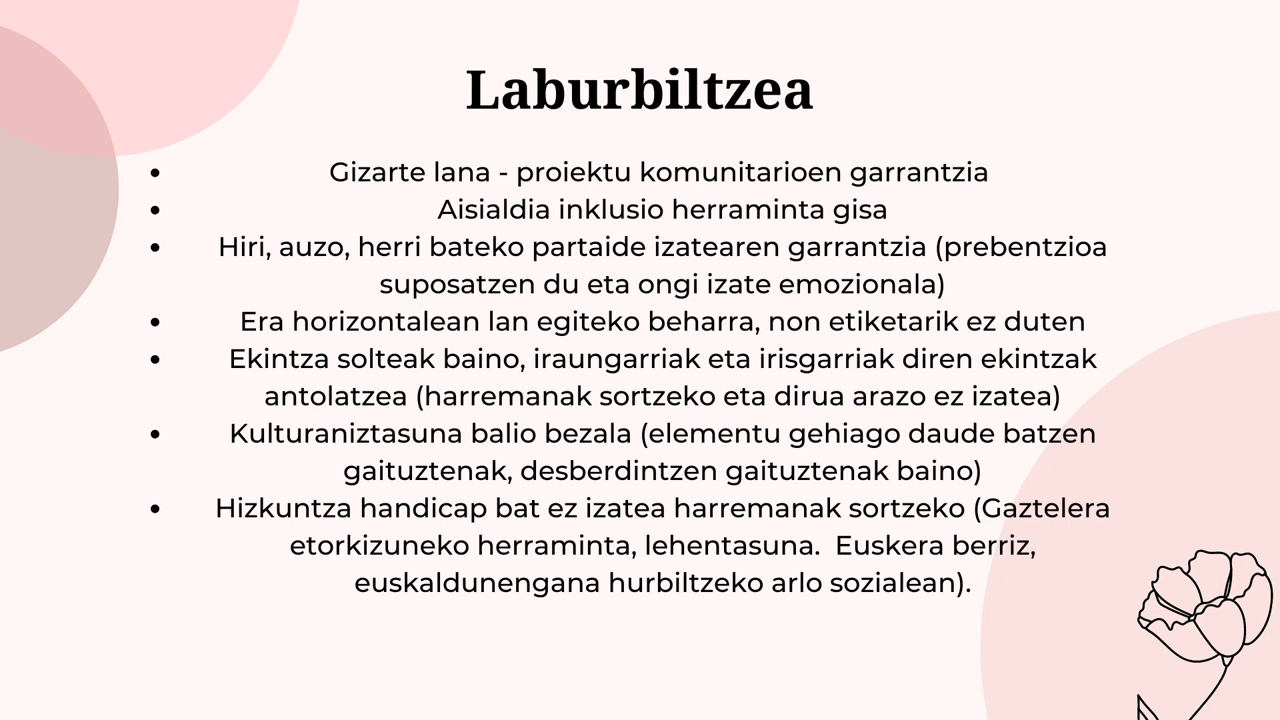 Laburbiltzea
• Gizarte lana - proiektu komunitarioen garrantzia
• Aisialdia inklusio herraminta gisa
• Hiri, auzo, herri bateko partaide izatearen garrantzia (prebentzioa
suposatzen du eta ongi izate emozionala)
• Era horizontalean lan egiteko beharra, non etiketarik ez duten
• Ekintza solteak baino, iraungarriak eta irisgarriak diren ekintzak
antolatzea (harremanak sortzeko eta dirua arazo ez izatea)
• Kulturaniztasuna balio bezala (elementu gehiago daude batzen
gaituztenak, desberdintzen gaituztenak baino)
• Hizkuntza handicap bat ez izatea harremanak sortzeko (Gaztelera
etorkizuneko herraminta, lehentasuna.  Euskera berriz,
euskaldunengana hurbiltzeko arlo sozialean).